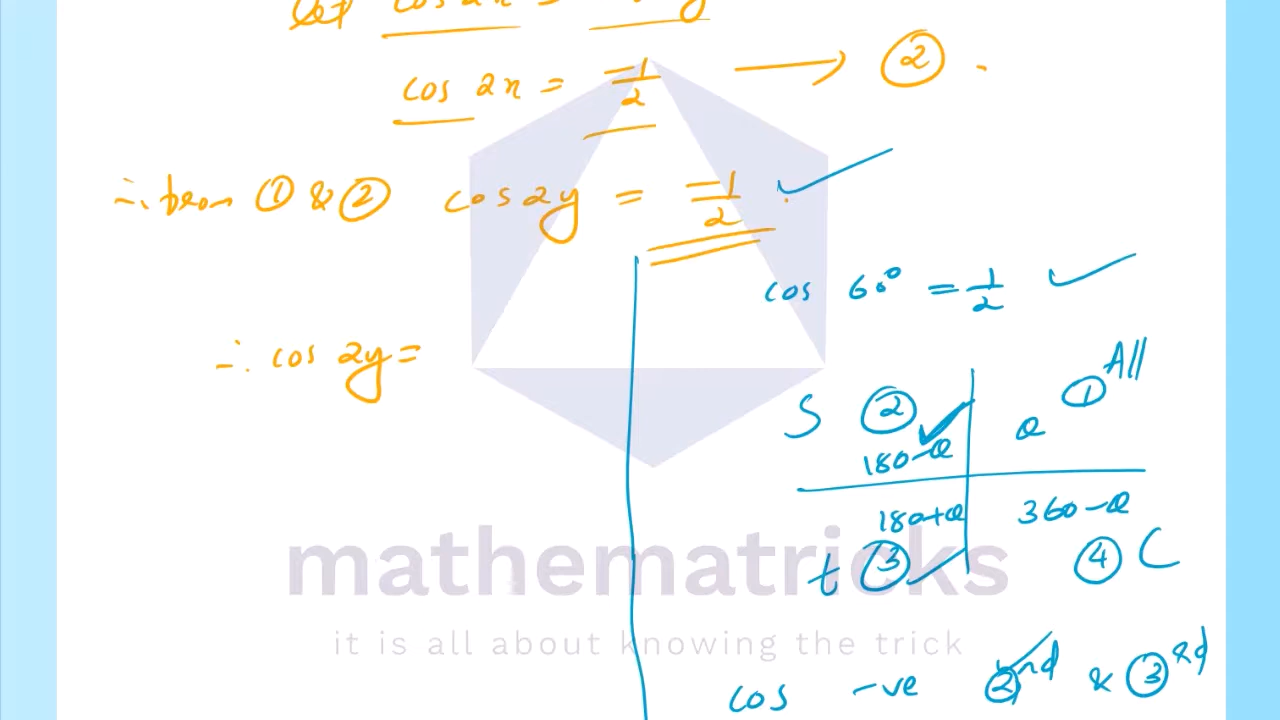 cos 2x = -1/2 → ②.
∴ from ① & ② cos 2y = -1/2.
cos 60° = 1/2
∴ cos 2y =
S ② ① All
180-θ θ
180+θ 360-θ
t ③ ④ C
mathematricks
it is all about knowing the trick
cos -ve ②nd & ③rd